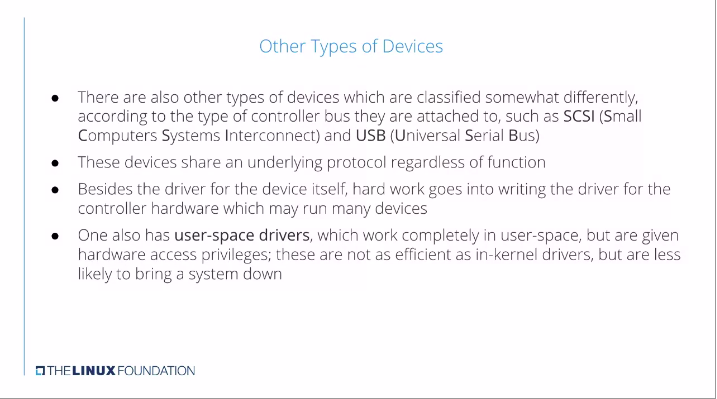 Other Types of Devices
● There are also other types of devices which are classified somewhat differently,
according to the type of controller bus they are attached to, such as SCSI (Small
Computers Systems Interconnect) and USB (Universal Serial Bus)
● These devices share an underlying protocol regardless of function
● Besides the driver for the device itself, hard work goes into writing the driver for the
controller hardware which may run many devices
● One also has user-space drivers, which work completely in user-space, but are given
hardware access privileges; these are not as efficient as in-kernel drivers, but are less
likely to bring a system down
THE LINUX FOUNDATION